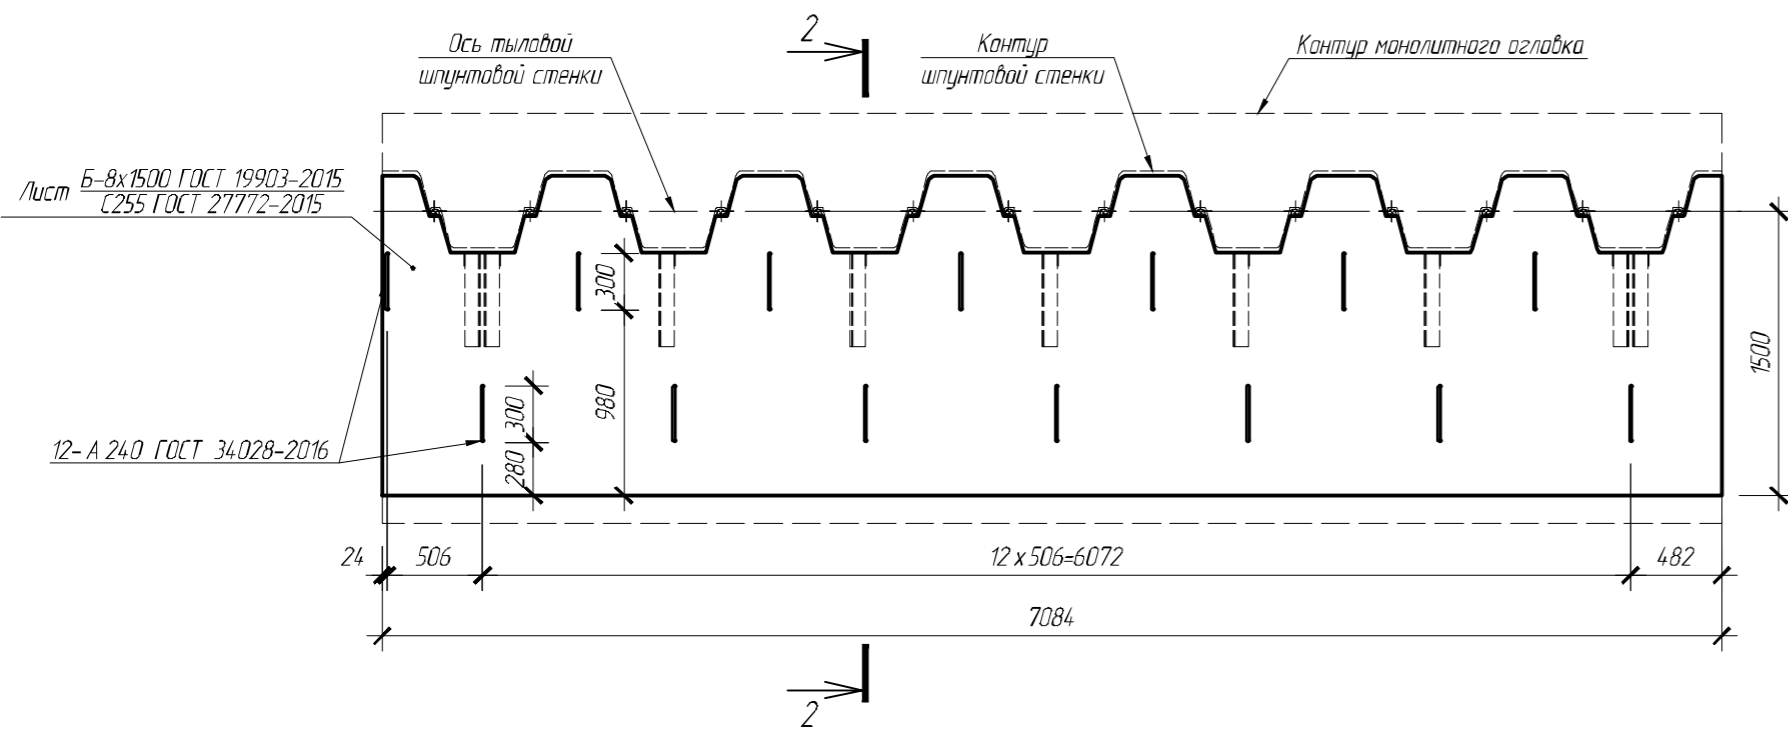 2
Ось тыловой
шпунтовой стенки
Контур
шпунтовой стенки
Контур монолитного оголовка
Лист Б-8х1500 ГОСТ 19903-2015
С255 ГОСТ 27772-2015
300
980
300
280
1500
12- А 240 ГОСТ 34028-2016
24
506
12 х 506=6072
482
7084
2